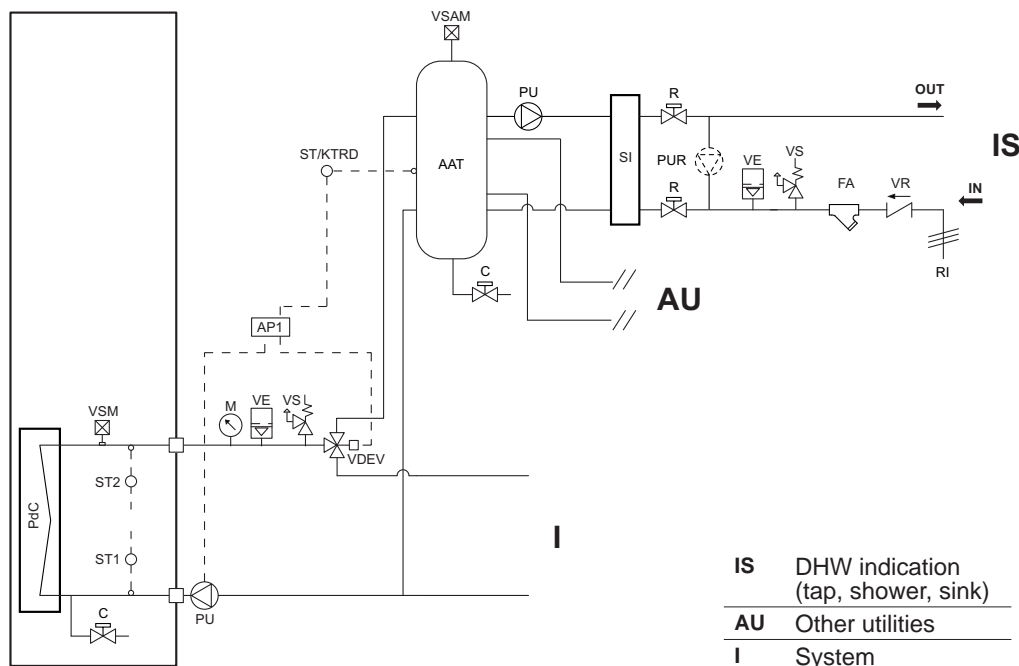 VSAM
OUT
PU
R
IS
ST/KTRD
AAT
SI
PUR
VE
VS
FA
VR
IN
R
RI
C
AU
AP1
VSM
M
VE
VS
VDEV
ST2
PdC
I
ST1
C
PU
IS DHW indication
(tap, shower, sink)
AU Other utilities
I System